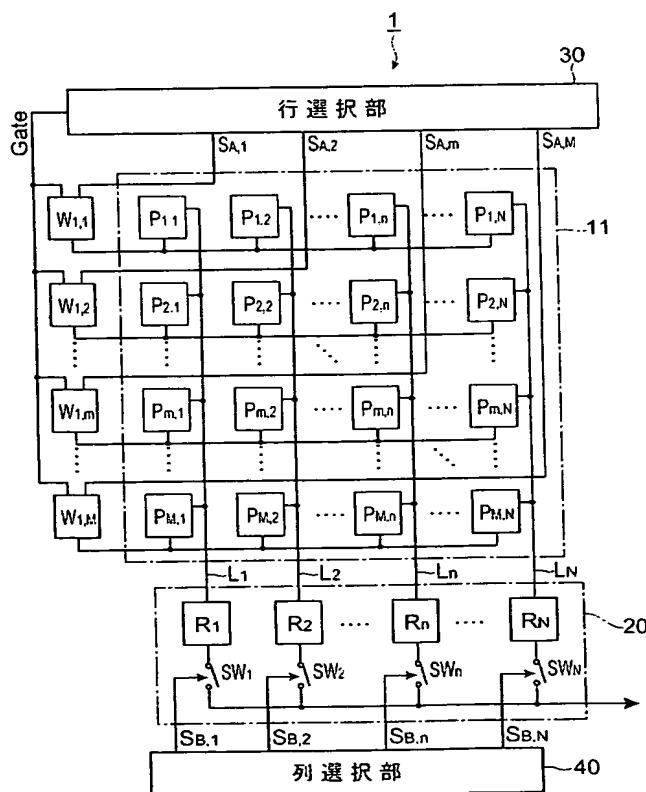 1
30
行選択部
Gate
SA,1 SA,2 SA,m SA,M
W1,1 P1.1 P1.2 ‥‥ P1,n ‥‥ P1,N
11
W1,2 P2.1 P2,2 ‥‥ P2,n ‥‥ P2,N
W1,m Pm,1 Pm,2 ‥‥ Pm,n ‥‥ Pm,N
W1,M PM,1 PM,2 ‥‥ PM,n ‥‥ PM,N
L1 L2 Ln LN
R1 R2 ‥‥ Rn ‥‥ RN
20
SW1 SW2 SWn SWN
SB,1 SB,2 SB,n SB,N
列選択部
40